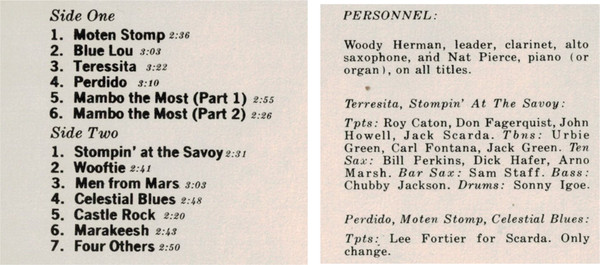 Side One
1. Moten Stomp 2:36
2. Blue Lou 3:03
3. Teressita 3:22
4. Perdido 3:10
5. Mambo the Most (Part 1) 2:55
6. Mambo the Most (Part 2) 2:26
Side Two
1. Stompin' at the Savoy 2:31
2. Wooftie 2:41
3. Men from Mars 3:03
4. Celestial Blues 2:48
5. Castle Rock 2:20
6. Marakeesh 2:43
7. Four Others 2:50
PERSONNEL:
Woody Herman, leader, clarinet, alto
saxophone, and Nat Pierce, piano (or
organ), on all titles.
Terresita, Stompin' At The Savoy:
Tpts: Roy Caton, Don Fagerquist, John
Howell, Jack Scarda. Tbns: Urbie
Green, Carl Fontana, Jack Green. Ten
Sax: Bill Perkins, Dick Hafer, Arno
Marsh. Bar Sax: Sam Staff. Bass:
Chubby Jackson. Drums: Sonny Igoe.
Perdido, Moten Stomp, Celestial Blues:
Tpts: Lee Fortier for Scarda. Only
change.